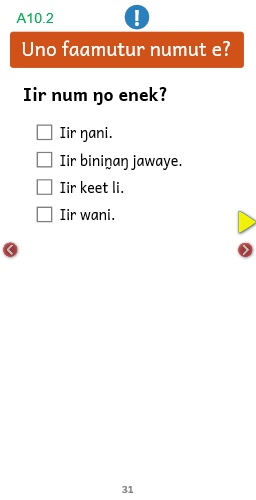 A10.2
!
Uno faamutur numut e?
Iir num ŋo enek?
Iir ŋani.
Iir biniṉaŋ jawaye.
Iir keet li.
Iir wani.
31